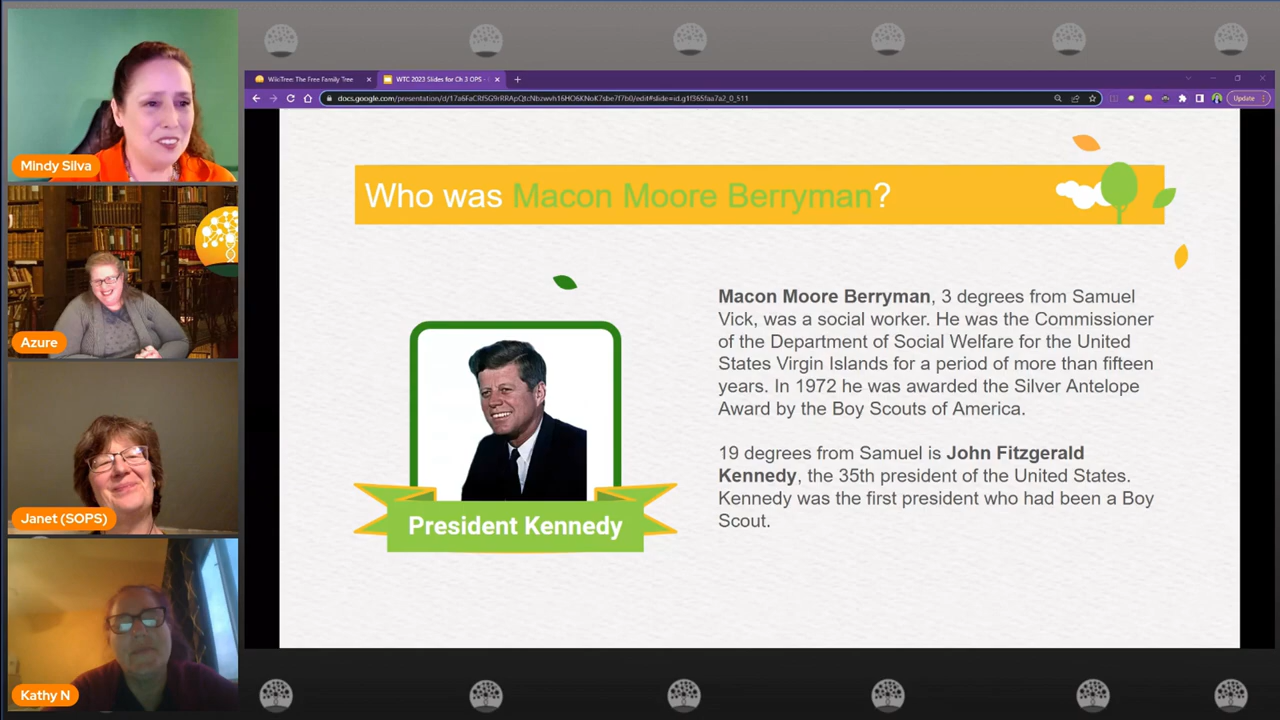 Mindy Silva
Azure
Janet (SOPS)
Kathy N
WikiTree: The Free Family Tree
WTC 2023 Slides for Ch 3 OPS -
Update
Who was Macon Moore Berryman?
President Kennedy
Macon Moore Berryman, 3 degrees from Samuel
Vick, was a social worker. He was the Commissioner
of the Department of Social Welfare for the United
States Virgin Islands for a period of more than fifteen
years. In 1972 he was awarded the Silver Antelope
Award by the Boy Scouts of America.
19 degrees from Samuel is John Fitzgerald
Kennedy, the 35th president of the United States.
Kennedy was the first president who had been a Boy
Scout.